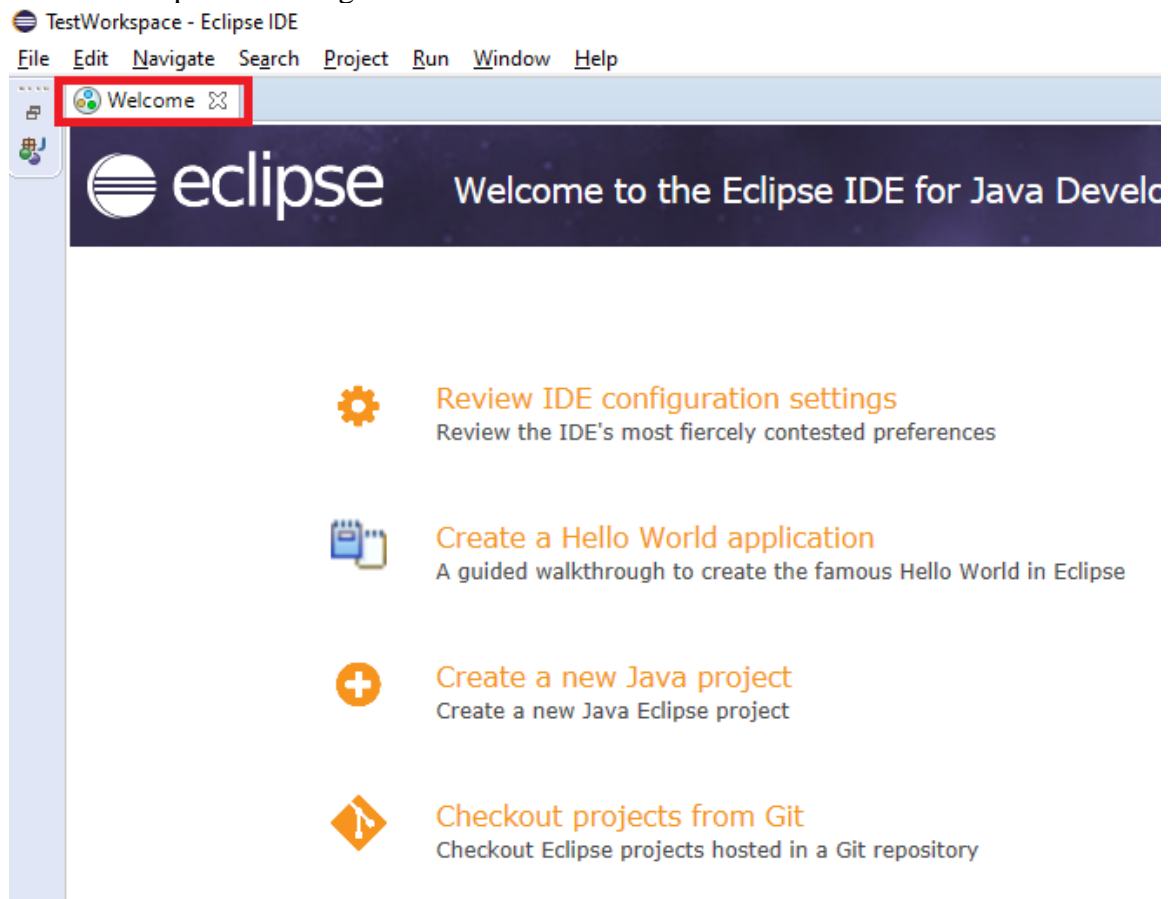 TestWorkspace - Eclipse IDE
File Edit Navigate Search Project Run Window Help
Welcome
eclipse Welcome to the Eclipse IDE for Java Develo
Review IDE configuration settings
Review the IDE's most fiercely contested preferences
Create a Hello World application
A guided walkthrough to create the famous Hello World in Eclipse
Create a new Java project
Create a new Java Eclipse project
Checkout projects from Git
Checkout Eclipse projects hosted in a Git repository